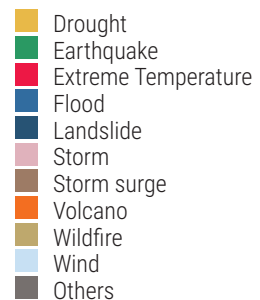 Drought
Earthquake
Extreme Temperature
Flood
Landslide
Storm
Storm surge
Volcano
Wildfire
Wind
Others